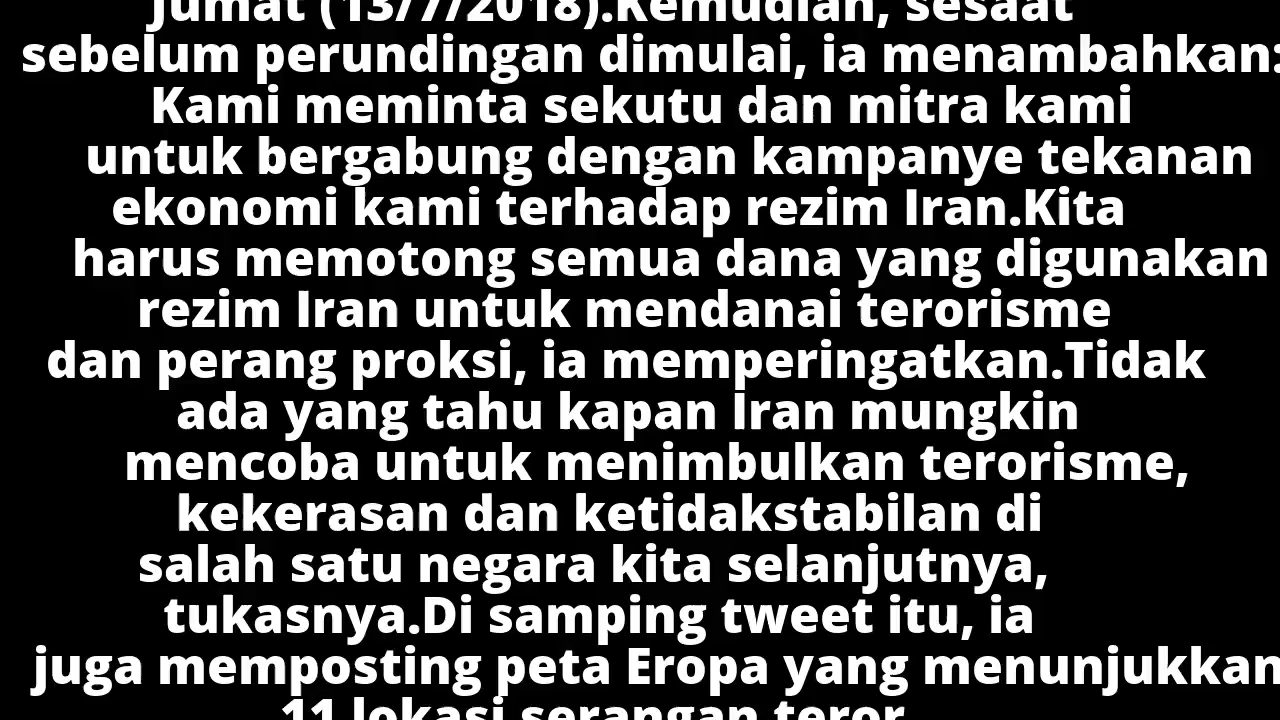 Jumat (13/7/2018).Kemudian, sesaat
sebelum perundingan dimulai, ia menambahkan:
Kami meminta sekutu dan mitra kami
untuk bergabung dengan kampanye tekanan
ekonomi kami terhadap rezim Iran.Kita
harus memotong semua dana yang digunakan
rezim Iran untuk mendanai terorisme
dan perang proksi, ia memperingatkan.Tidak
ada yang tahu kapan Iran mungkin
mencoba untuk menimbulkan terorisme,
kekerasan dan ketidakstabilan di
salah satu negara kita selanjutnya,
tukasnya.Di samping tweet itu, ia
juga memposting peta Eropa yang menunjukkan
11 lokasi serangan teror